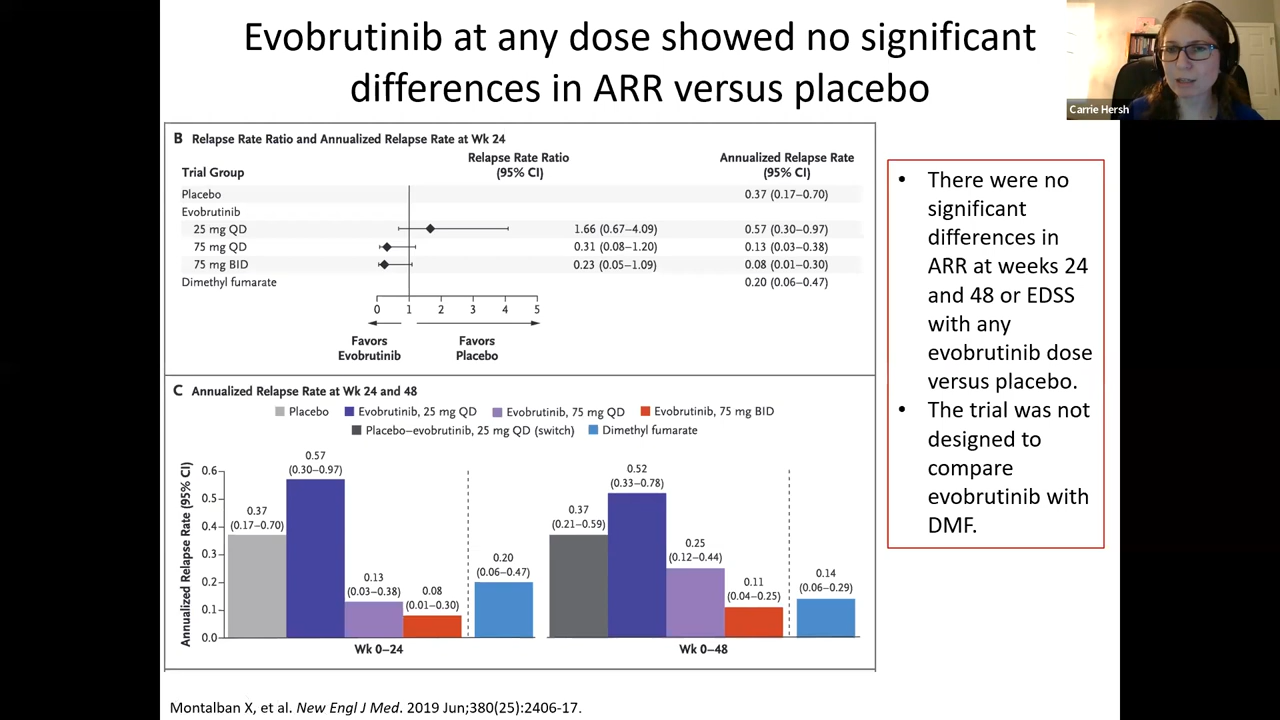 Evobrutinib at any dose showed no significant
differences in ARR versus placebo
Carrie Hersh
B Relapse Rate Ratio and Annualized Relapse Rate at Wk 24
Trial Group
Relapse Rate Ratio
(95% CI)
Annualized Relapse Rate
(95% CI)
Placebo 0.37 (0.17–0.70)
Evobrutinib
25 mg QD 1.66 (0.67–4.09) 0.57 (0.30–0.97)
75 mg QD 0.31 (0.08–1.20) 0.13 (0.03–0.38)
75 mg BID 0.23 (0.05–1.09) 0.08 (0.01–0.30)
Dimethyl fumarate 0.20 (0.06–0.47)
0 1 2 3 4 5
Favors
Evobrutinib
Favors
Placebo
C Annualized Relapse Rate at Wk 24 and 48
Placebo Evobrutinib, 25 mg QD Evobrutinib, 75 mg QD Evobrutinib, 75 mg BID
Placebo–evobrutinib, 25 mg QD (switch) Dimethyl fumarate
Annualized Relapse Rate (95% CI)
0.6
0.5
0.4
0.3
0.2
0.1
0.0
0.37
(0.17–0.70)
0.57
(0.30–0.97)
0.13
(0.03–0.38)
0.08
(0.01–0.30)
0.20
(0.06–0.47)
Wk 0–24
0.37
(0.21–0.59)
0.52
(0.33–0.78)
0.25
(0.12–0.44)
0.11
(0.04–0.25)
0.14
(0.06–0.29)
Wk 0–48
• There were no
significant
differences in
ARR at weeks 24
and 48 or EDSS
with any
evobrutinib dose
versus placebo.
• The trial was not
designed to
compare
evobrutinib with
DMF.
Montalban X, et al. New Engl J Med. 2019 Jun;380(25):2406-17.